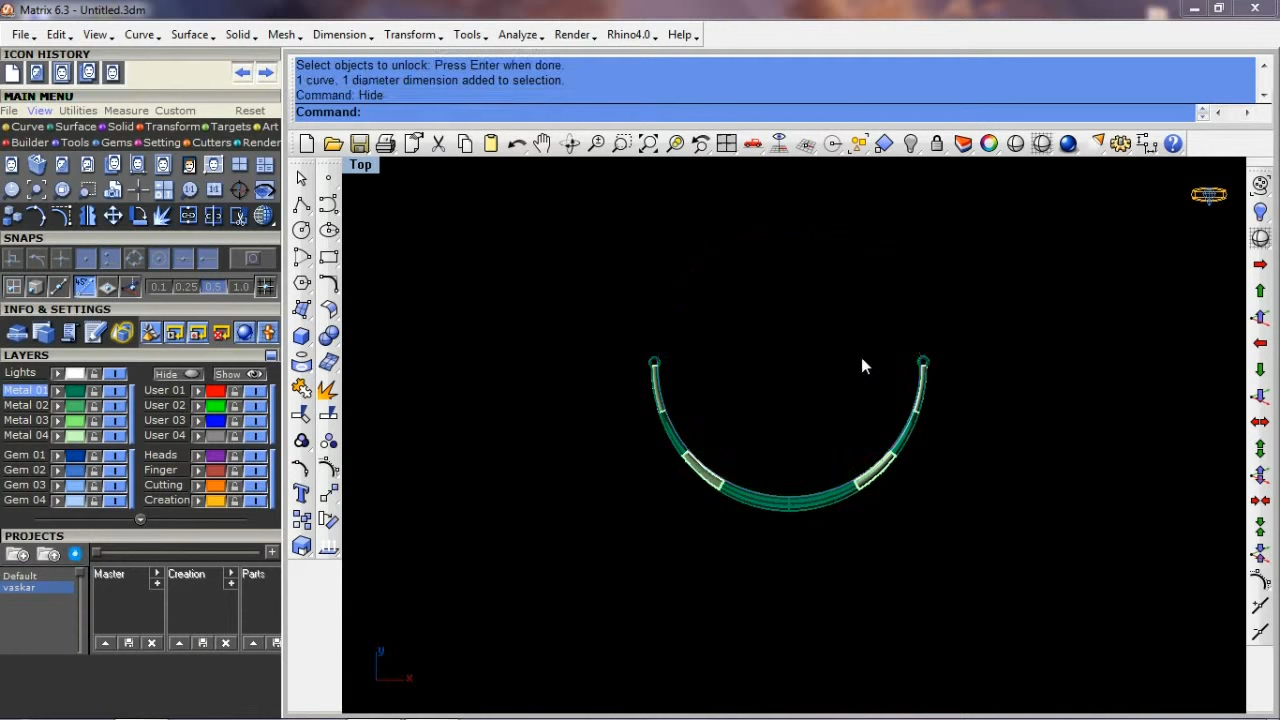 Matrix 6.3 - Untitled.3dm
File Edit View Curve Surface Solid Mesh Dimension Transform Tools Analyze Render Rhino4.0 Help
ICON HISTORY
MAIN MENU
File View Utilities Measure Custom Reset
Curve Surface Solid Transform Targets Art
Builder Tools Gems Setting Cutters Render
SNAPS
0.1 0.25 0.5 1.0
INFO & SETTINGS
LAYERS
Lights Hide Show
Metal 01 User 01
Metal 02 User 02
Metal 03 User 03
Metal 04 User 04
Gem 01 Heads
Gem 02 Finger
Gem 03 Cutting
Gem 04 Creation
PROJECTS
Default
vaskar
Master Creation Parts
Select objects to unlock: Press Enter when done.
1 curve, 1 diameter dimension added to selection.
Command: Hide
Command:
Top
y
x